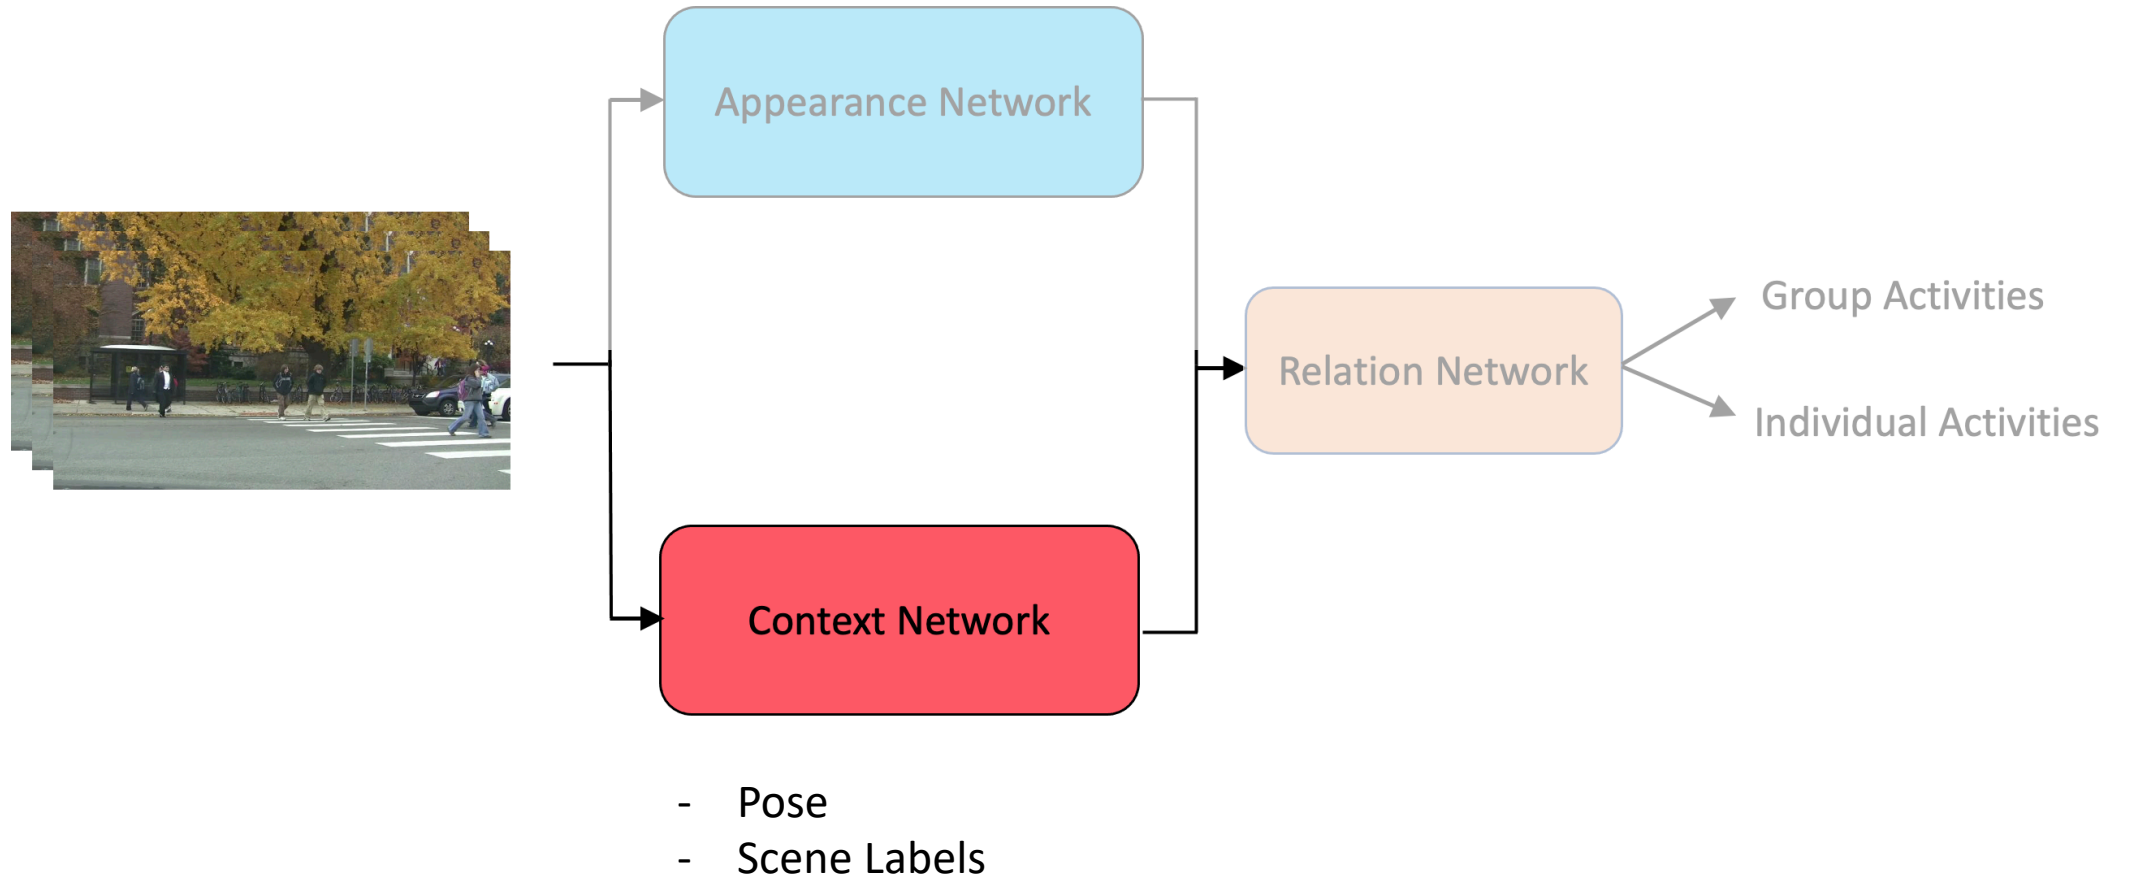 Appearance Network
Group Activities
Relation Network
Individual Activities
Context Network
- Pose
- Scene Labels